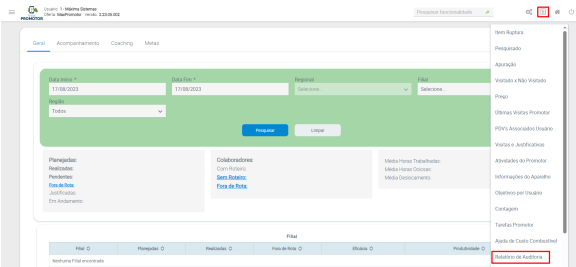 PROMOTOR
Usuário: 1 - Máxima Sistemas
Cliente: MaxPromotor - Versão: 3.23.05.002
Pesquisar funcionalidade
Geral
Acompanhamento
Coaching
Metas
Data Início *
Data Fim *
Regional
Filial
17/08/2023
17/08/2023
Selecione...
Selecione...
Região
Todos
Pesquisar
Limpar
Planejadas:
Realizadas:
Pendentes:
Fora de Rota:
Justificadas:
Em Andamento:
Colaboradores:
Com Roteiro:
Sem Roteiro:
Fora de Rota:
Média Horas Trabalhadas:
Média Horas Ociosas:
Média Deslocamento:
Filial
Filial
Planejadas
Realizadas
Fora de Rota
Eficácia
Produtividade
Nenhuma Filial encontrada
Item Ruptura
Pesquisado
Apuração
Visitado x Não Visitado
Preço
Últimas Visitas Promotor
PDVs Associados Usuário
Visitas e Justificativas
Atividades do Promotor
Informações do Aparelho
Objetivos por Usuário
Contagem
Tarefas Promotor
Ajuda de Custo Combustível
Relatório de Auditoria